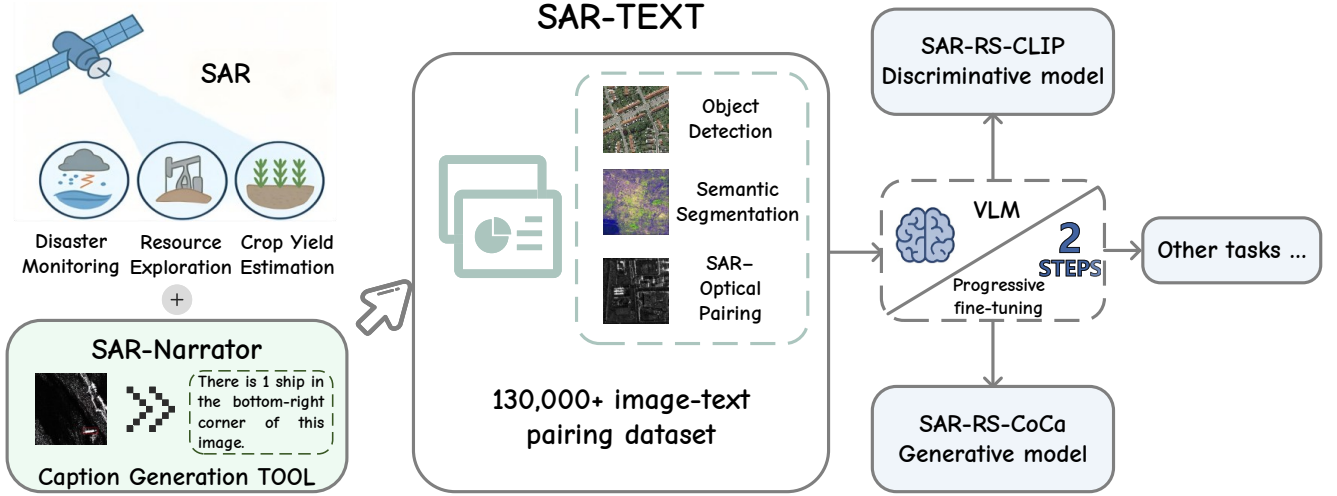 SAR
Disaster
Monitoring
Resource
Exploration
Crop Yield
Estimation
+
SAR-Narrator
There is 1 ship in
the bottom-right
corner of this
image.
Caption Generation TOOL
SAR-TEXT
Object
Detection
Semantic
Segmentation
SAR-
Optical
Pairing
130,000+ image-text
pairing dataset
SAR-RS-CLIP
Discriminative model
VLM
2
STEPS
Progressive
fine-tuning
Other tasks ...
SAR-RS-CoCa
Generative model